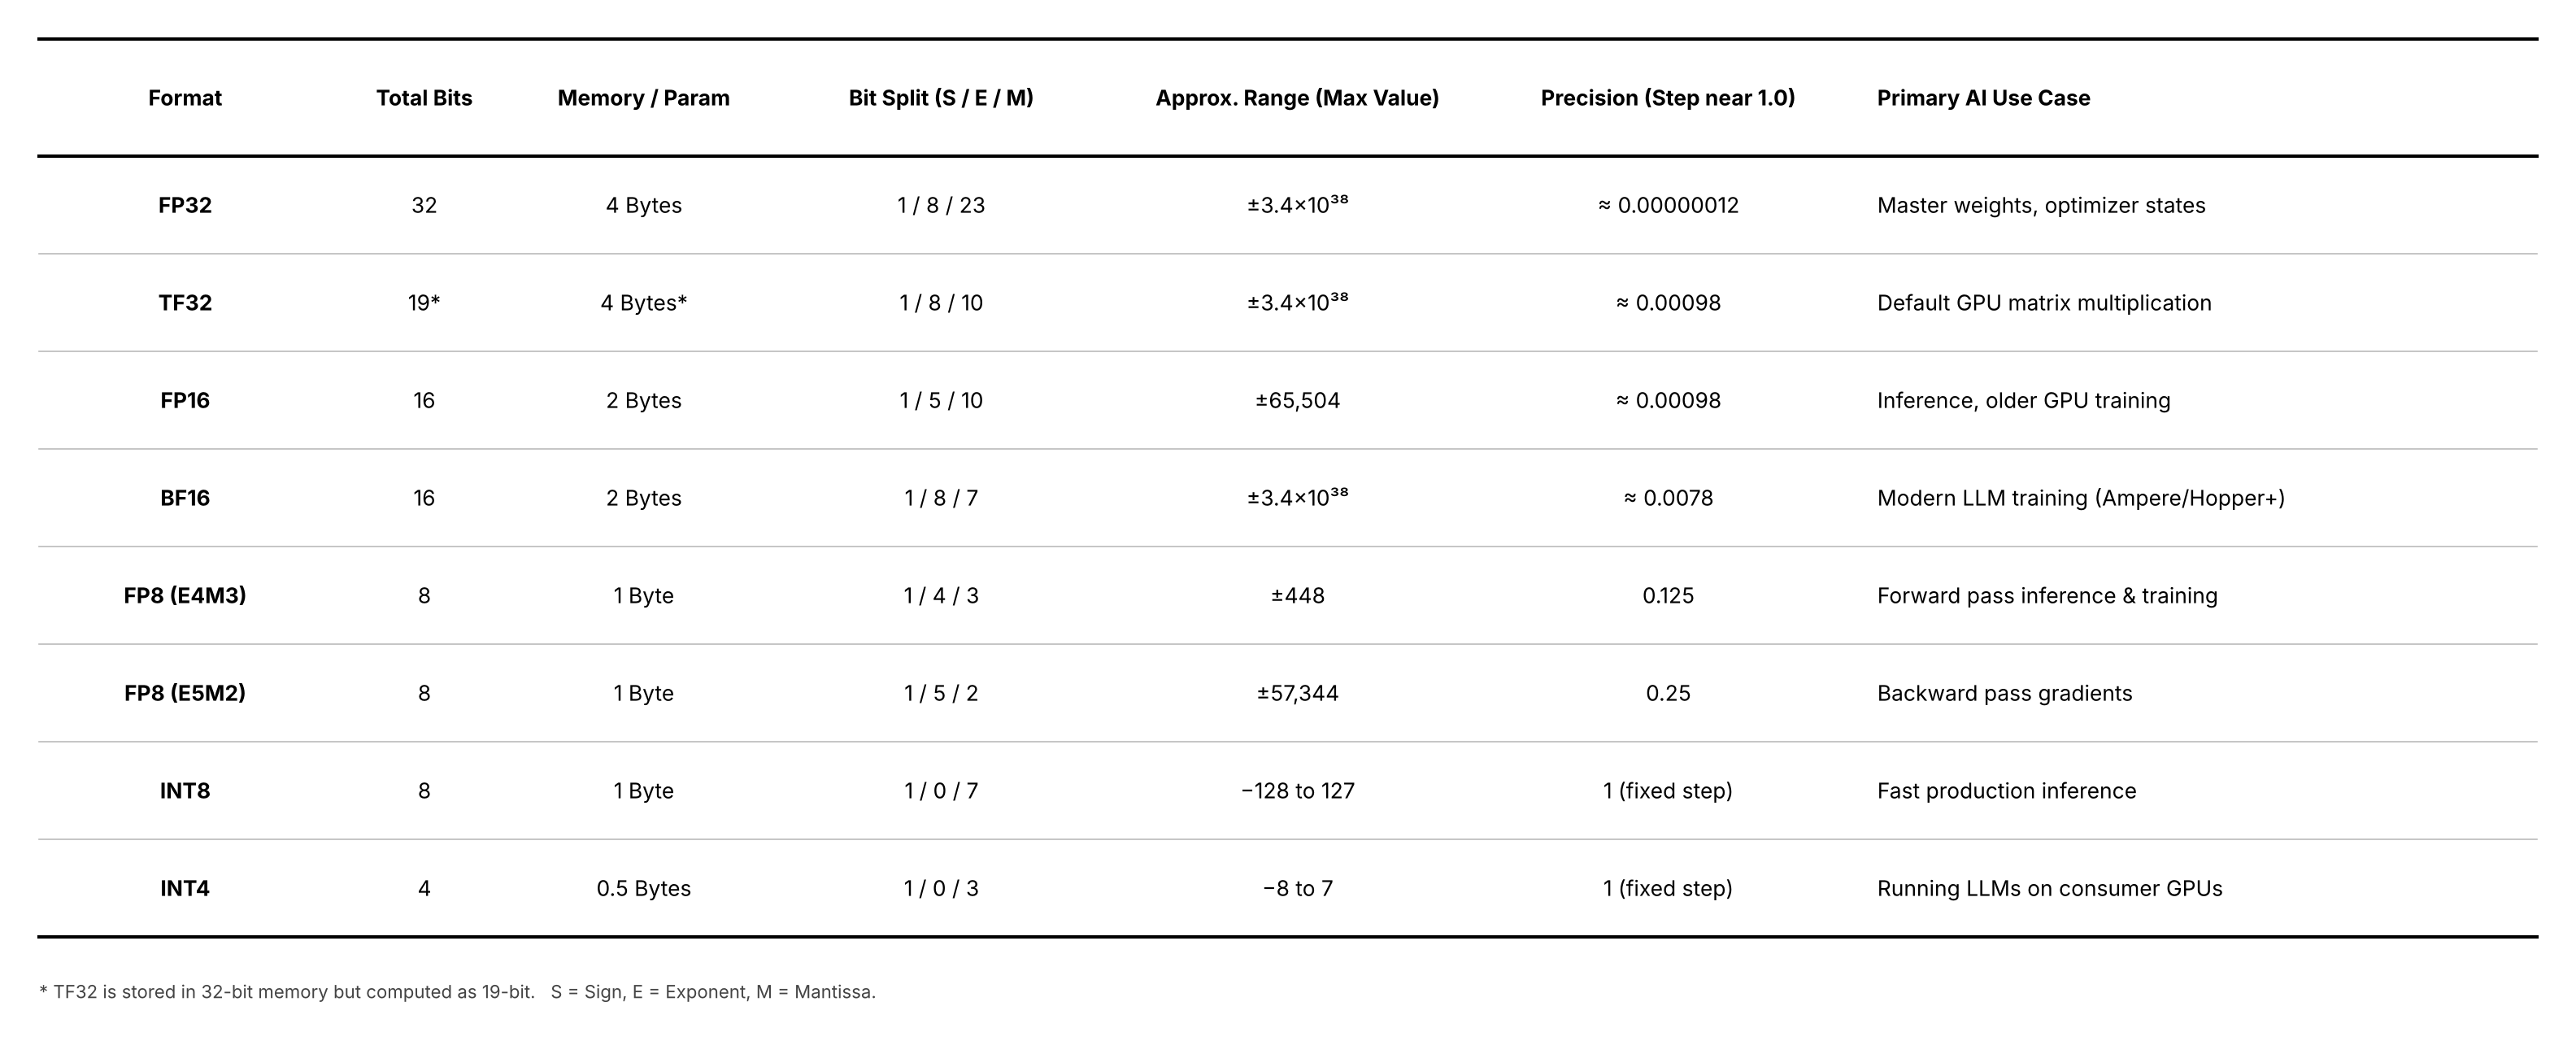 Format Total Bits Memory / Param Bit Split (S / E / M) Approx. Range (Max Value) Precision (Step near 1.0) Primary AI Use Case
FP32 32 4 Bytes 1 / 8 / 23 ±3.4×10³⁸ ≈ 0.00000012 Master weights, optimizer states
TF32 19* 4 Bytes* 1 / 8 / 10 ±3.4×10³⁸ ≈ 0.00098 Default GPU matrix multiplication
FP16 16 2 Bytes 1 / 5 / 10 ±65,504 ≈ 0.00098 Inference, older GPU training
BF16 16 2 Bytes 1 / 8 / 7 ±3.4×10³⁸ ≈ 0.0078 Modern LLM training (Ampere/Hopper+)
FP8 (E4M3) 8 1 Byte 1 / 4 / 3 ±448 0.125 Forward pass inference & training
FP8 (E5M2) 8 1 Byte 1 / 5 / 2 ±57,344 0.25 Backward pass gradients
INT8 8 1 Byte 1 / 0 / 7 −128 to 127 1 (fixed step) Fast production inference
INT4 4 0.5 Bytes 1 / 0 / 3 −8 to 7 1 (fixed step) Running LLMs on consumer GPUs
* TF32 is stored in 32-bit memory but computed as 19-bit. S = Sign, E = Exponent, M = Mantissa.